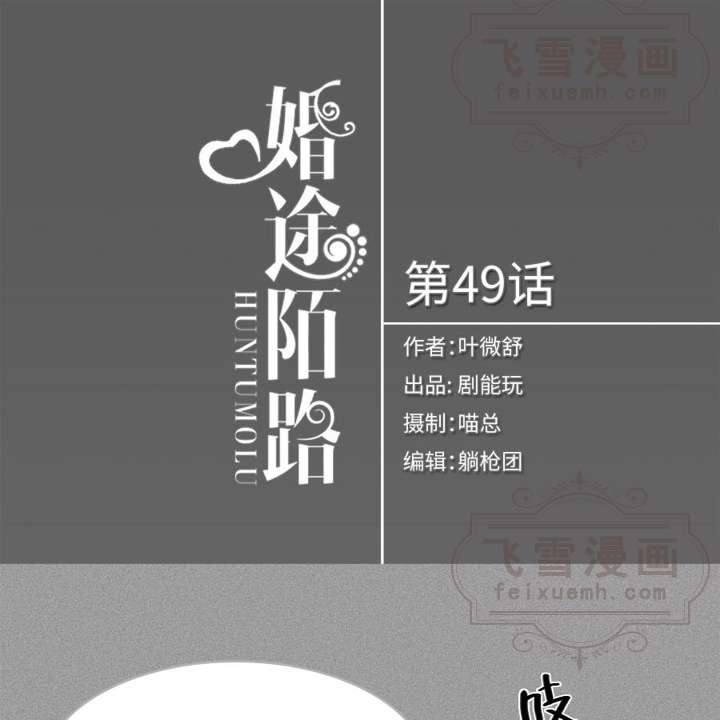 飞雪漫画
feixuemh.com
婚途陌路
HUNTUMOLU
第49话
作者:叶微舒
出品:剧能玩
摄制:喵总
编辑:躺枪团
飞雪漫画
feixuemh.com
吱